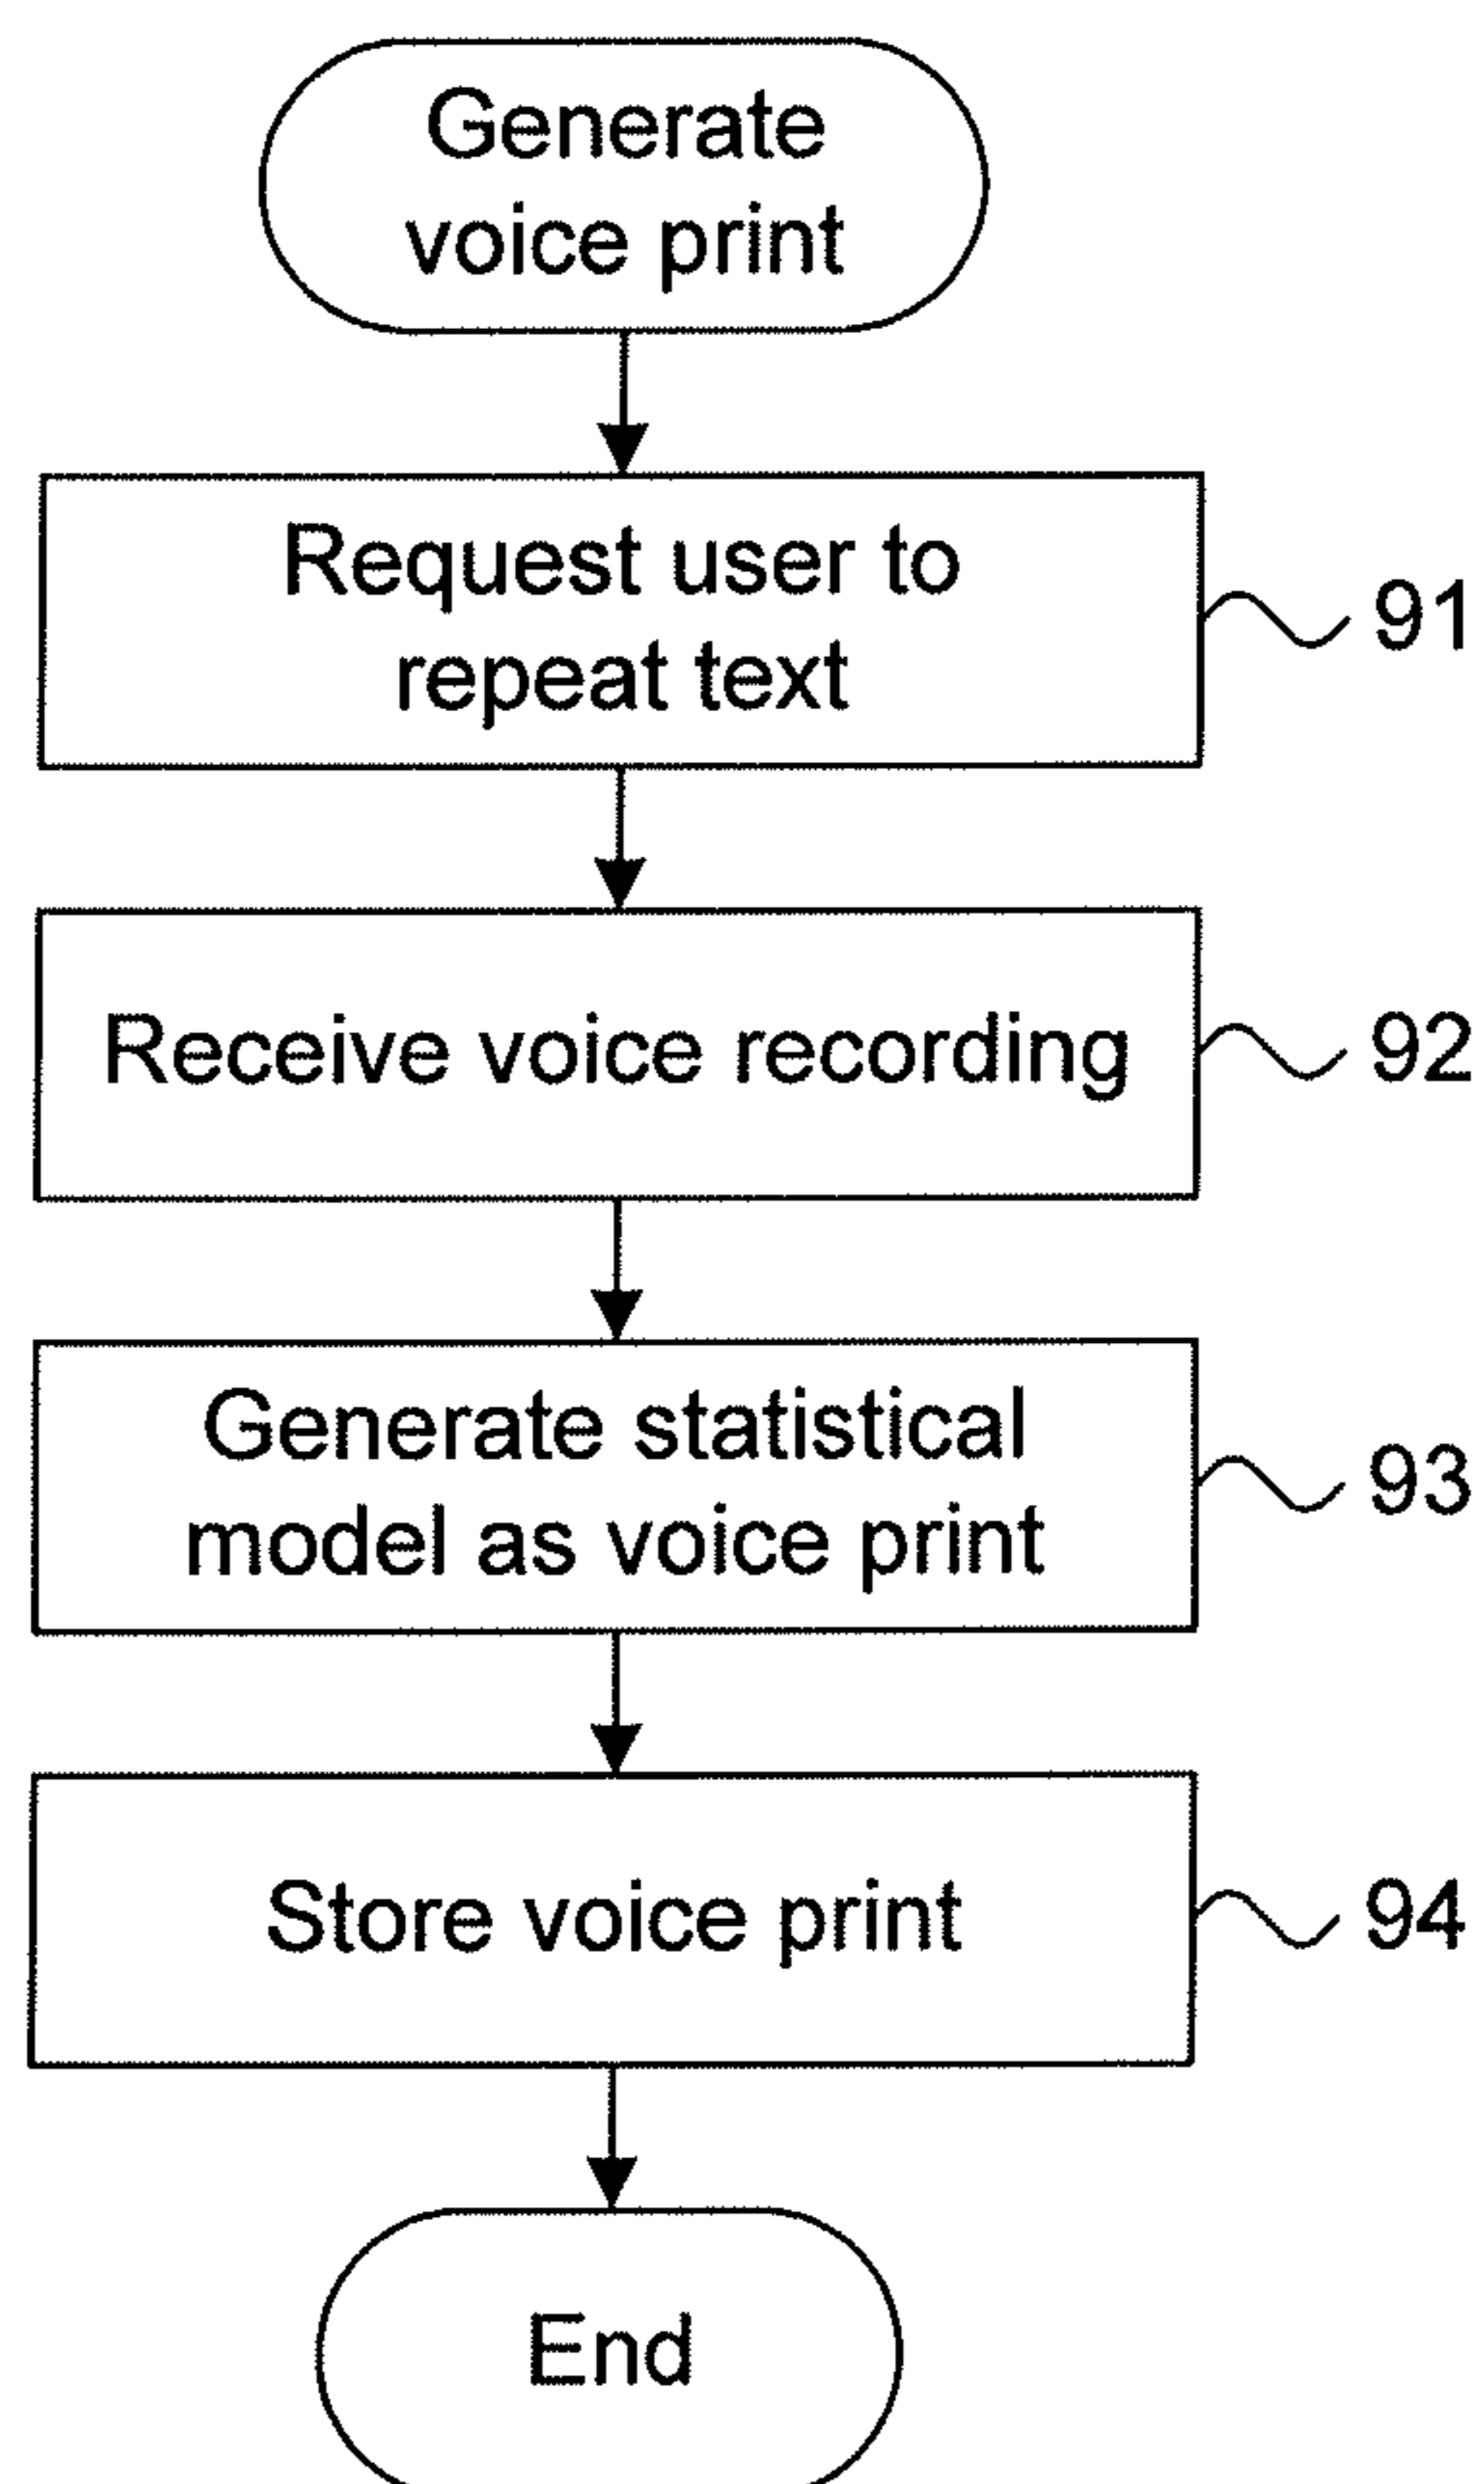 Generate
voice print
Request user to
repeat text
91
Receive voice recording
92
Generate statistical
model as voice print
93
Store voice print
94
End